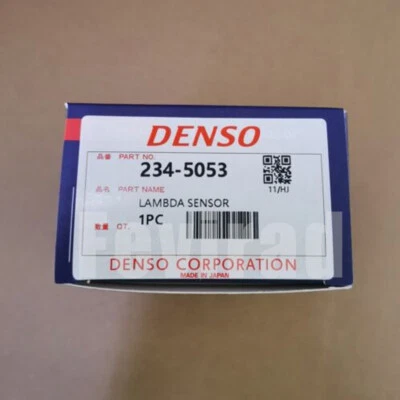 DENSO
品番 PART NO.
234-5053
11/HJ
品名 PART NAME
LAMBDA SENSOR
数量 QT.
1PC
Fevirad
DENSO CORPORATION
MADE IN JAPAN